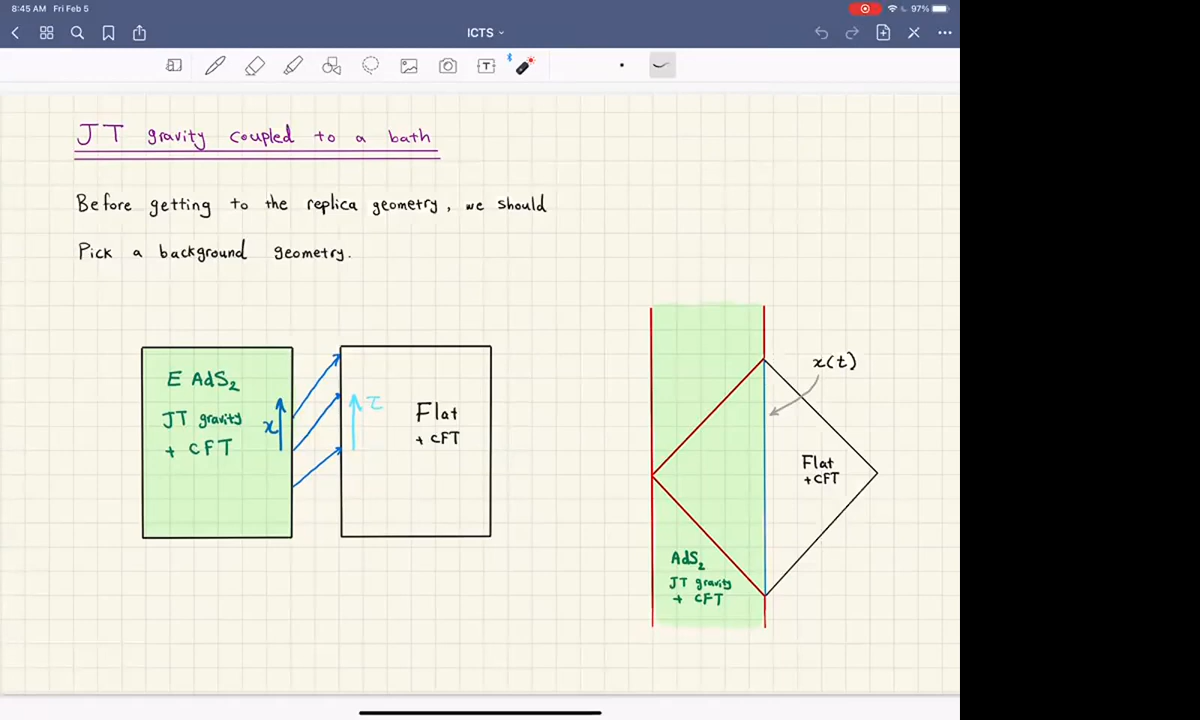 8:45 AM Fri Feb 5
97%
ICTS
JT gravity coupled to a bath
Before getting to the replica geometry, we should
Pick a background geometry.
E AdS₂
JT gravity
+ CFT
x
τ
Flat
+ CFT
x(t)
Flat
+ CFT
AdS₂
JT gravity
+ CFT